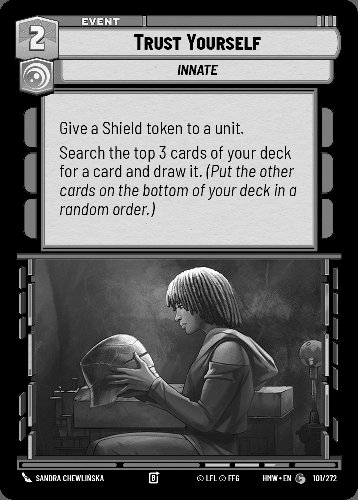 EVENT
2
TRUST YOURSELF
INNATE
Give a Shield token to a unit.
Search the top 3 cards of your deck
for a card and draw it. (Put the other
cards on the bottom of your deck in a
random order.)
SANDRA CHEWLIŃSKA
© LFL © FFG
HMW • EN
101/272